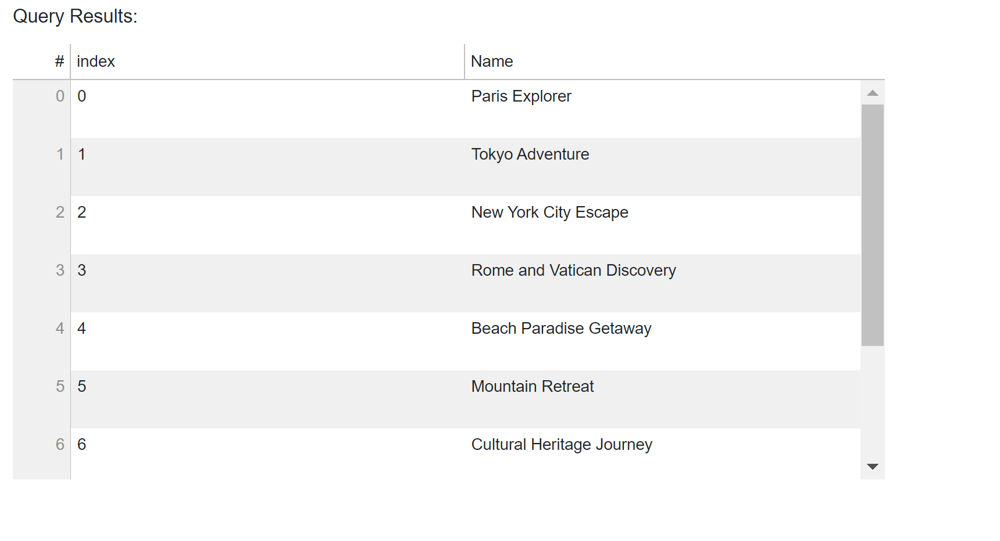 Query Results:
# index Name
0 0 Paris Explorer
1 1 Tokyo Adventure
2 2 New York City Escape
3 3 Rome and Vatican Discovery
4 4 Beach Paradise Getaway
5 5 Mountain Retreat
6 6 Cultural Heritage Journey